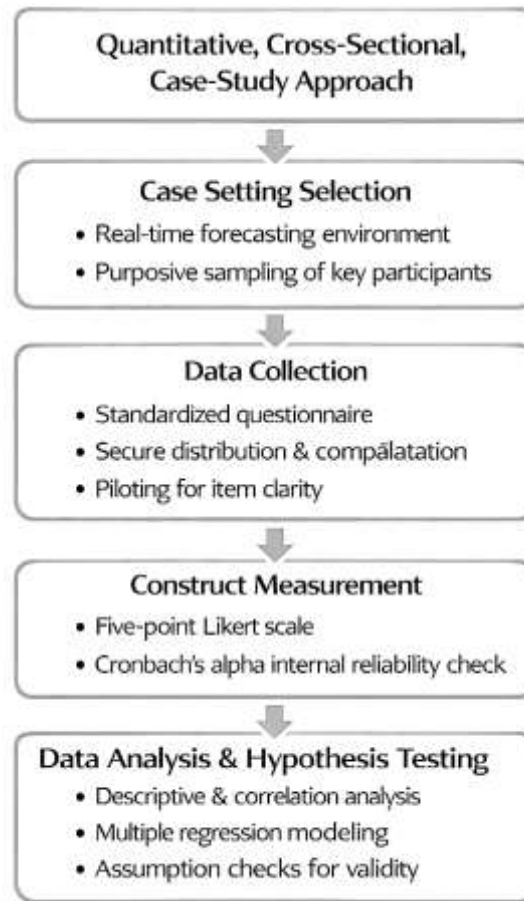 Quantitative, Cross-Sectional,
Case-Study Approach
Case Setting Selection
• Real-time forecasting environment
• Purposive sampling of key participants
Data Collection
• Standardized questionnaire
• Secure distribution & compālatation
• Piloting for item clarity
Construct Measurement
• Five-point Likert scale
• Cronbach's alpha internal reliability check
Data Analysis & Hypothesis Testing
• Descriptive & correlation analysis
• Multiple regression modeling
• Assumption checks for validity